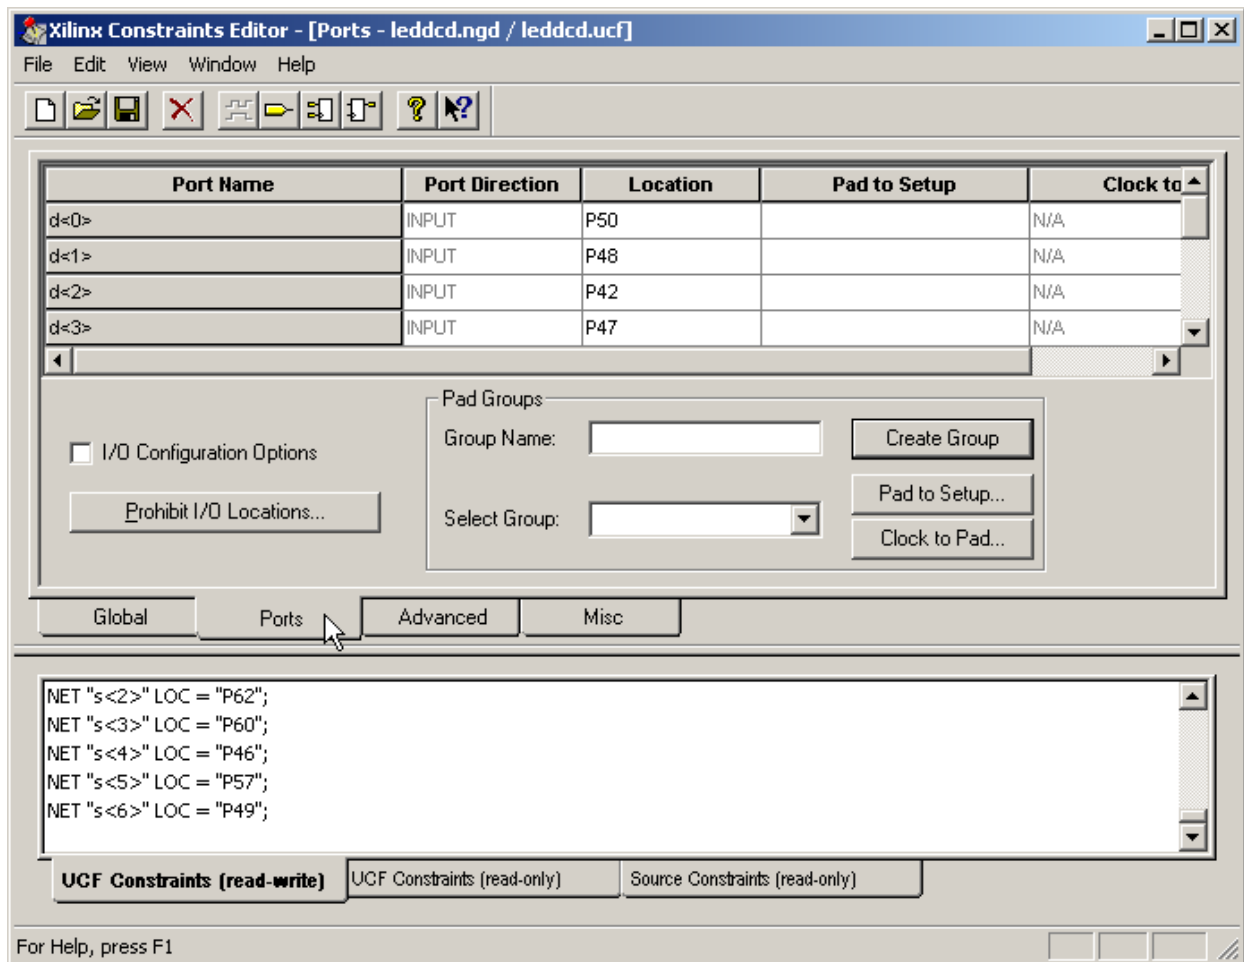 Xilinx Constraints Editor - [Ports - leddcd.ngd / leddcd.ucf]
File Edit View Window Help
Port Name Port Direction Location Pad to Setup Clock to
d<0> INPUT P50 N/A
d<1> INPUT P48 N/A
d<2> INPUT P42 N/A
d<3> INPUT P47 N/A
Pad Groups
I/O Configuration Options
Prohibit I/O Locations...
Group Name:
Create Group
Pad to Setup...
Select Group:
Clock to Pad...
Global Ports Advanced Misc
NET "s<2>" LOC = "P62";
NET "s<3>" LOC = "P60";
NET "s<4>" LOC = "P46";
NET "s<5>" LOC = "P57";
NET "s<6>" LOC = "P49";
UCF Constraints (read-write) UCF Constraints (read-only) Source Constraints (read-only)
For Help, press F1